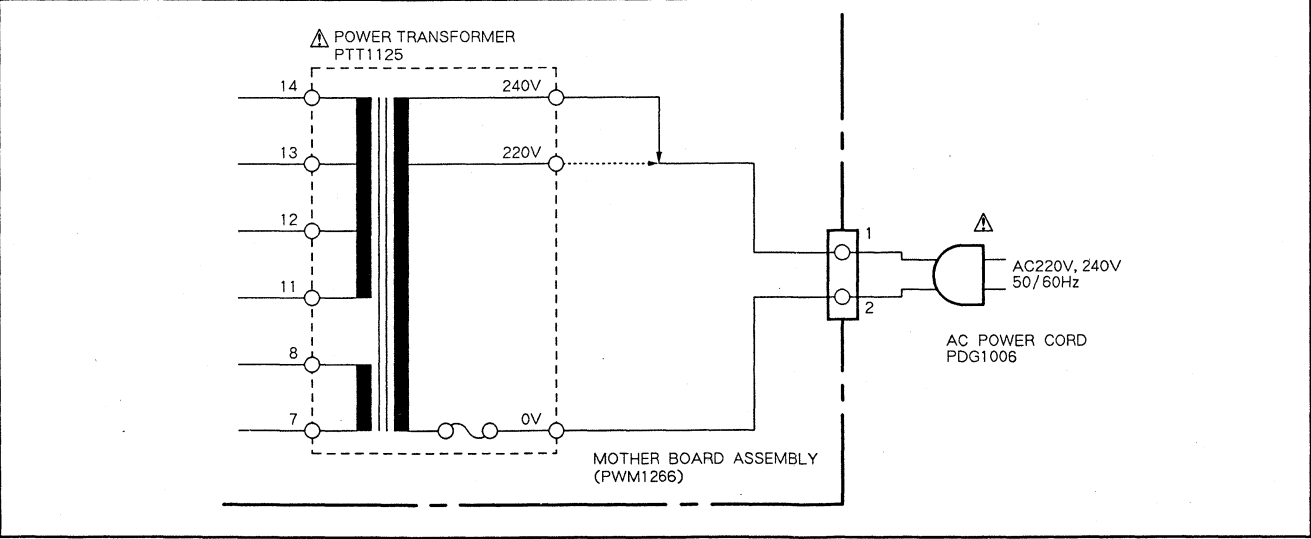 ⚠ POWER TRANSFORMER
PTT1125
14
240V
13
220V
12
11
8
7
0V
1
2
⚠
AC220V, 240V
50/60Hz
AC POWER CORD
PDG1006
MOTHER BOARD ASSEMBLY
(PWM1266)